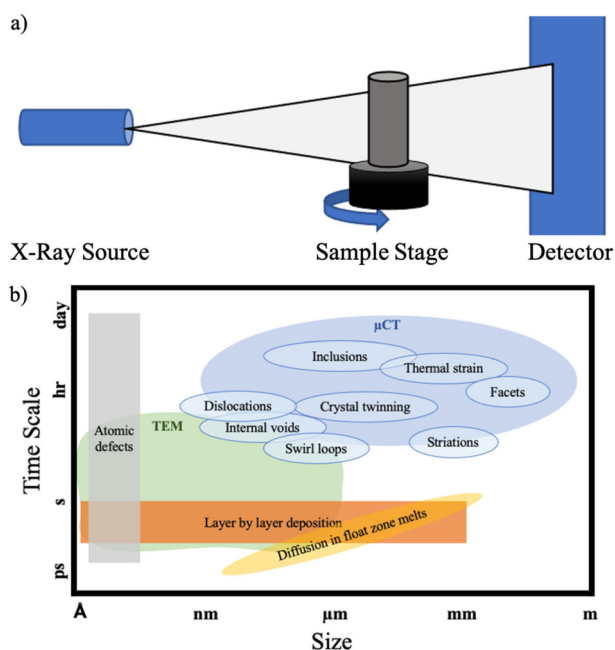 a)
X-Ray Source
Sample Stage
Detector
b)
day
hr
s
ps
Time Scale
µCT
Inclusions
Thermal strain
Facets
Dislocations
Crystal twinning
TEM
Internal voids
Striations
Swirl loops
Atomic
defects
Layer by layer deposition
Diffusion in float zone melts
Å
nm
µm
mm
m
Size